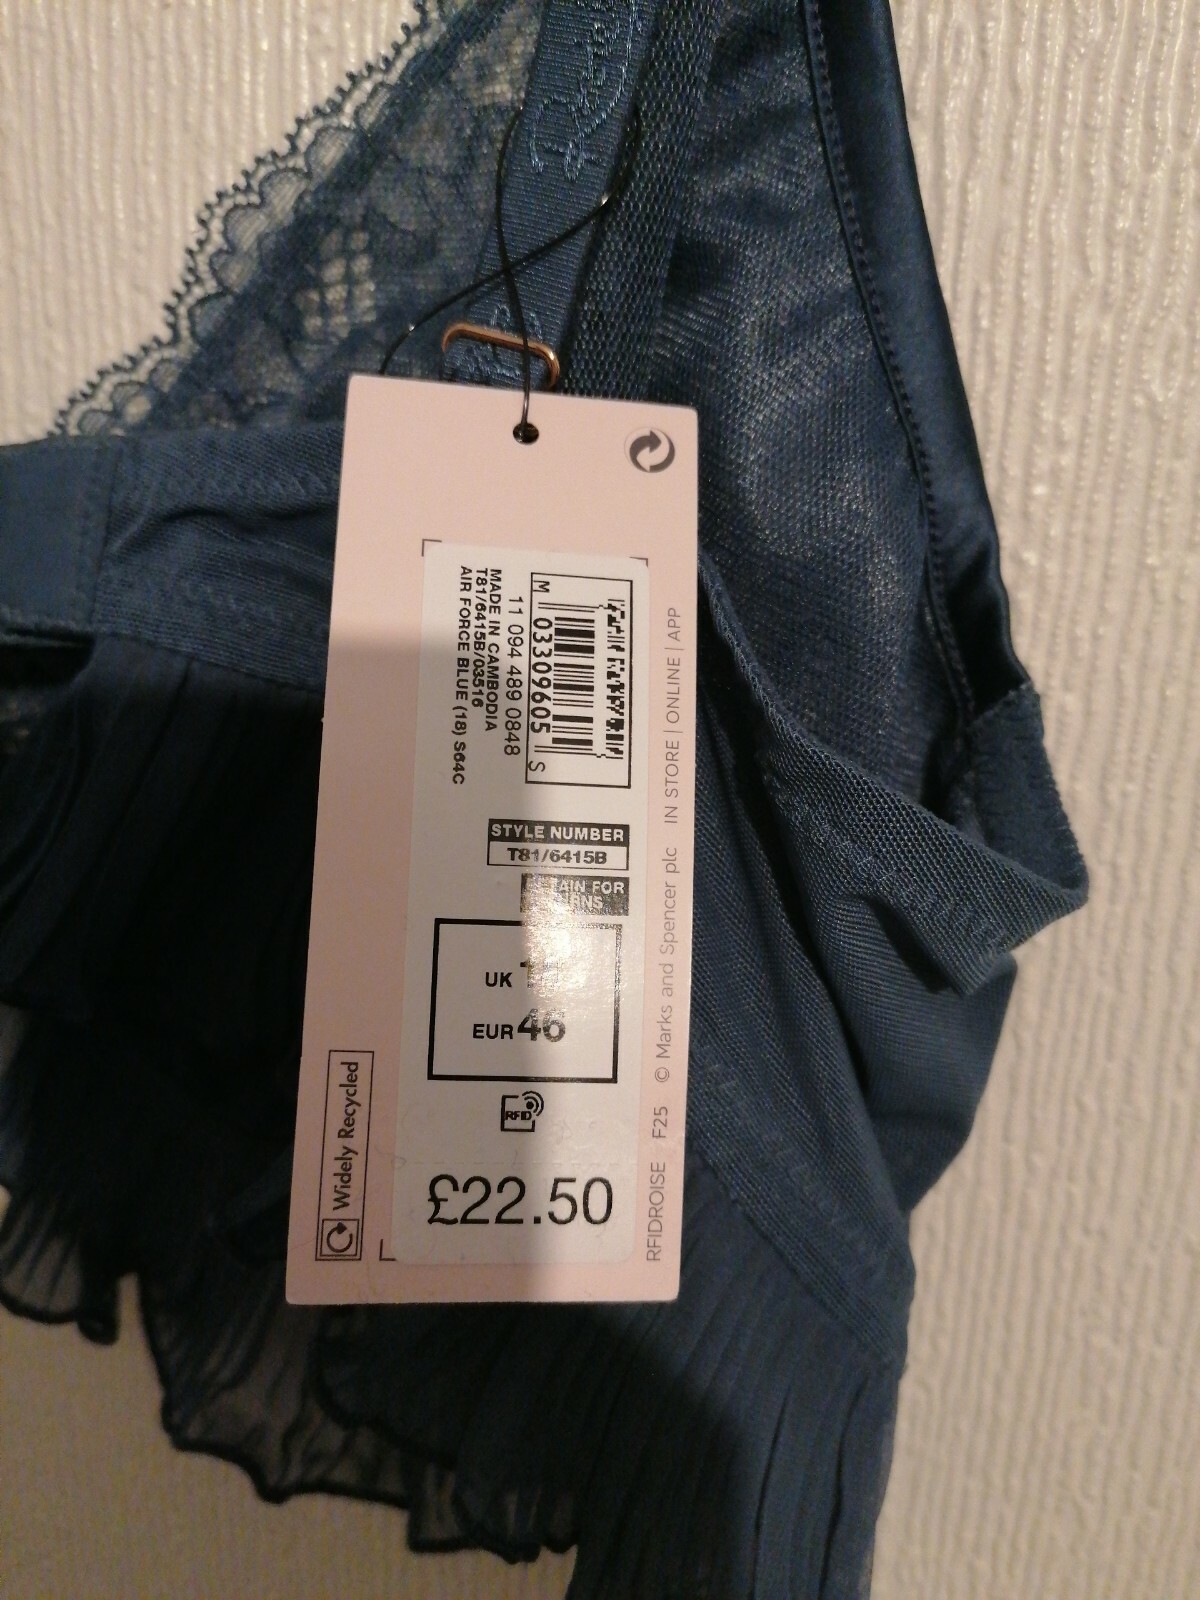 M 03309605 S
11 094 489 0848
MADE IN CAMBODIA
T81/6415B/03516
AIR FORCE BLUE (18) S64C
STYLE NUMBER
T81/6415B
FOR
UK
EUR 46
RFID
£22.50
Widely Recycled
RFIDROISE F25 © Marks and Spencer plc IN STORE | ONLINE | APP